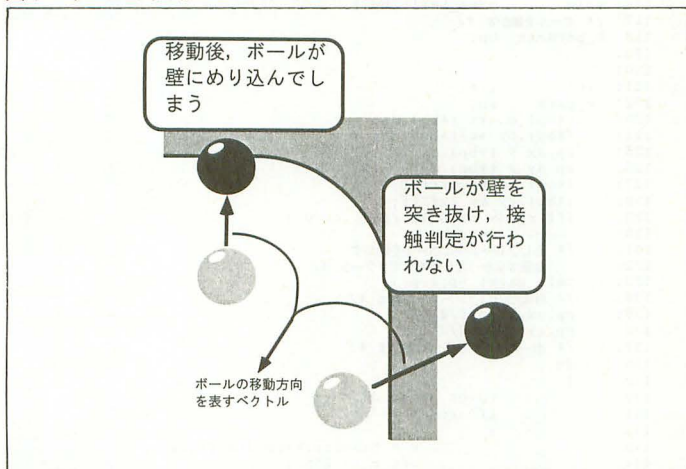 移動後，ボールが
壁にめり込んでし
まう
ボールが壁を
突き抜け，接
触判定が行わ
れない
ボールの移動方向
を表すベクトル